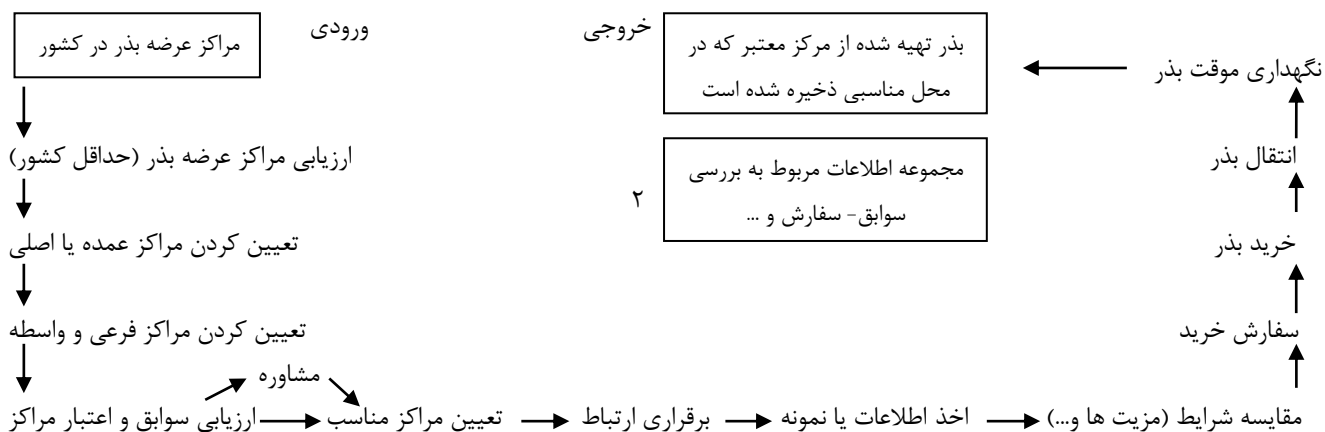 ورودی
مراکز عرضه بذر در کشور
ارزیابی مراکز عرضه بذر (حداقل کشور)
تعیین کردن مراکز عمده یا اصلی
تعیین کردن مراکز فرعی و واسطه
ارزیابی سوابق و اعتبار مراکز
مشاوره
تعیین مراکز مناسب
برقراری ارتباط
اخذ اطلاعات یا نمونه
مقایسه شرایط (مزیت ها و...)
سفارش خرید
خرید بذر
انتقال بذر
نگهداری موقت بذر
خروجی
بذر تهیه شده از مرکز معتبر که در
محل مناسبی ذخیره شده است
۲
مجموعه اطلاعات مربوط به بررسی
سوابق- سفارش و ...